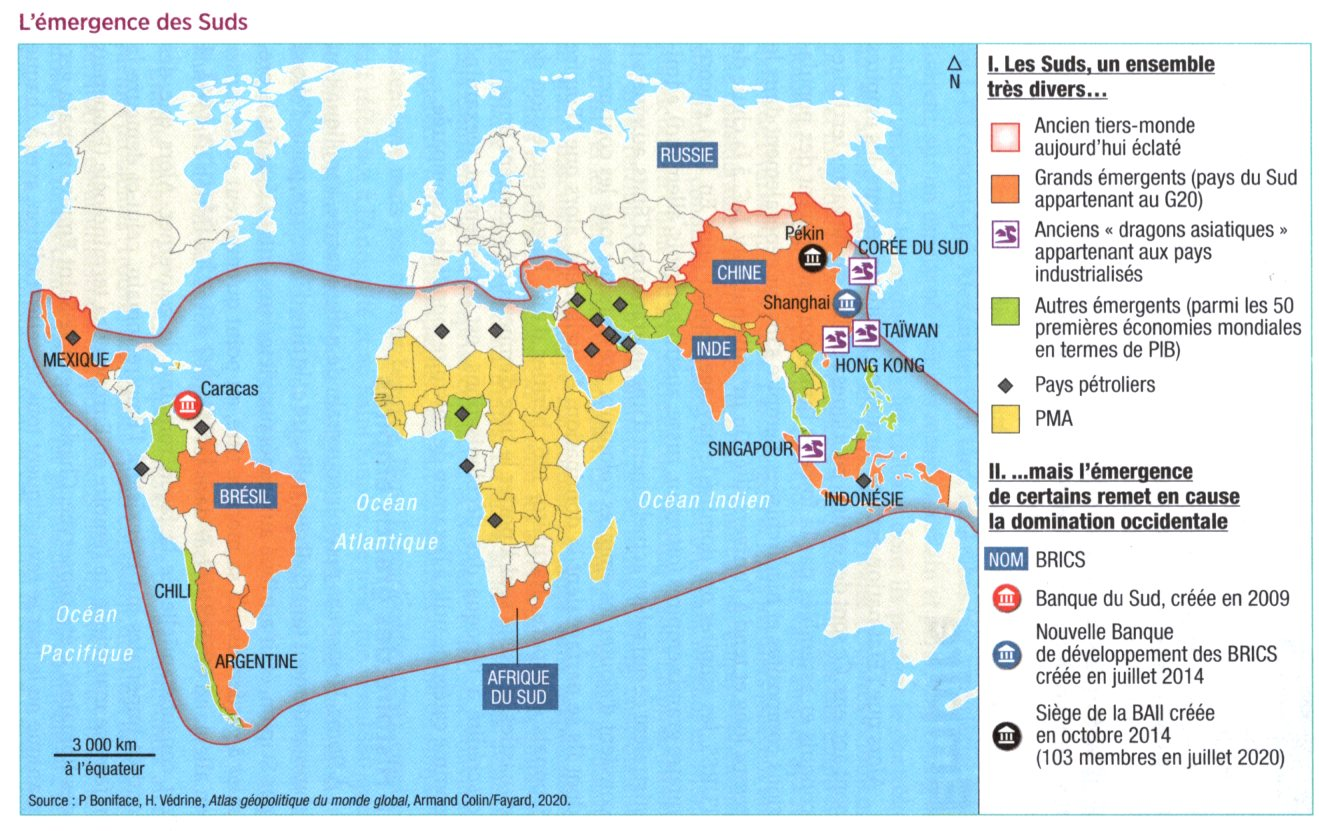 L'émergence des Suds
N
RUSSIE
Pékin
CORÉE DU SUD
CHINE
Shanghai
TAÏWAN
INDE
HONG KONG
MEXIQUE
Caracas
SINGAPOUR
INDONÉSIE
BRÉSIL
Océan
Atlantique
Océan Indien
CHILI
Océan
Pacifique
ARGENTINE
AFRIQUE
DU SUD
3 000 km
à l'équateur
Source : P Boniface, H. Védrine, Atlas géopolitique du monde global, Armand Colin/Fayard, 2020.
I. Les Suds, un ensemble
très divers...
Ancien tiers-monde
aujourd'hui éclaté
Grands émergents (pays du Sud
appartenant au G20)
Anciens « dragons asiatiques »
appartenant aux pays
industrialisés
Autres émergents (parmi les 50
premières économies mondiales
en termes de PIB)
Pays pétroliers
PMA
II. ...mais l'émergence
de certains remet en cause
la domination occidentale
NOM BRICS
Banque du Sud, créée en 2009
Nouvelle Banque
de développement des BRICS
créée en juillet 2014
Siège de la BAII créée
en octobre 2014
(103 membres en juillet 2020)